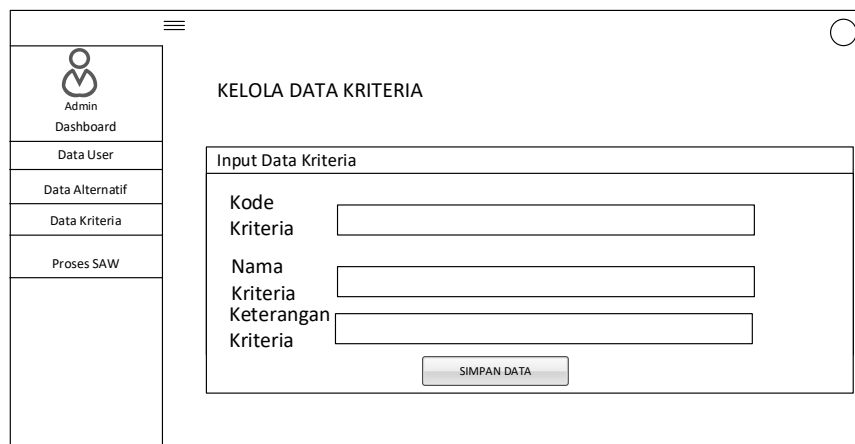 Admin
Dashboard
Data User
Data Alternatif
Data Kriteria
Proses SAW
KELOLA DATA KRITERIA
Input Data Kriteria
Kode
Kriteria
Nama
Kriteria
Keterangan
Kriteria
SIMPAN DATA